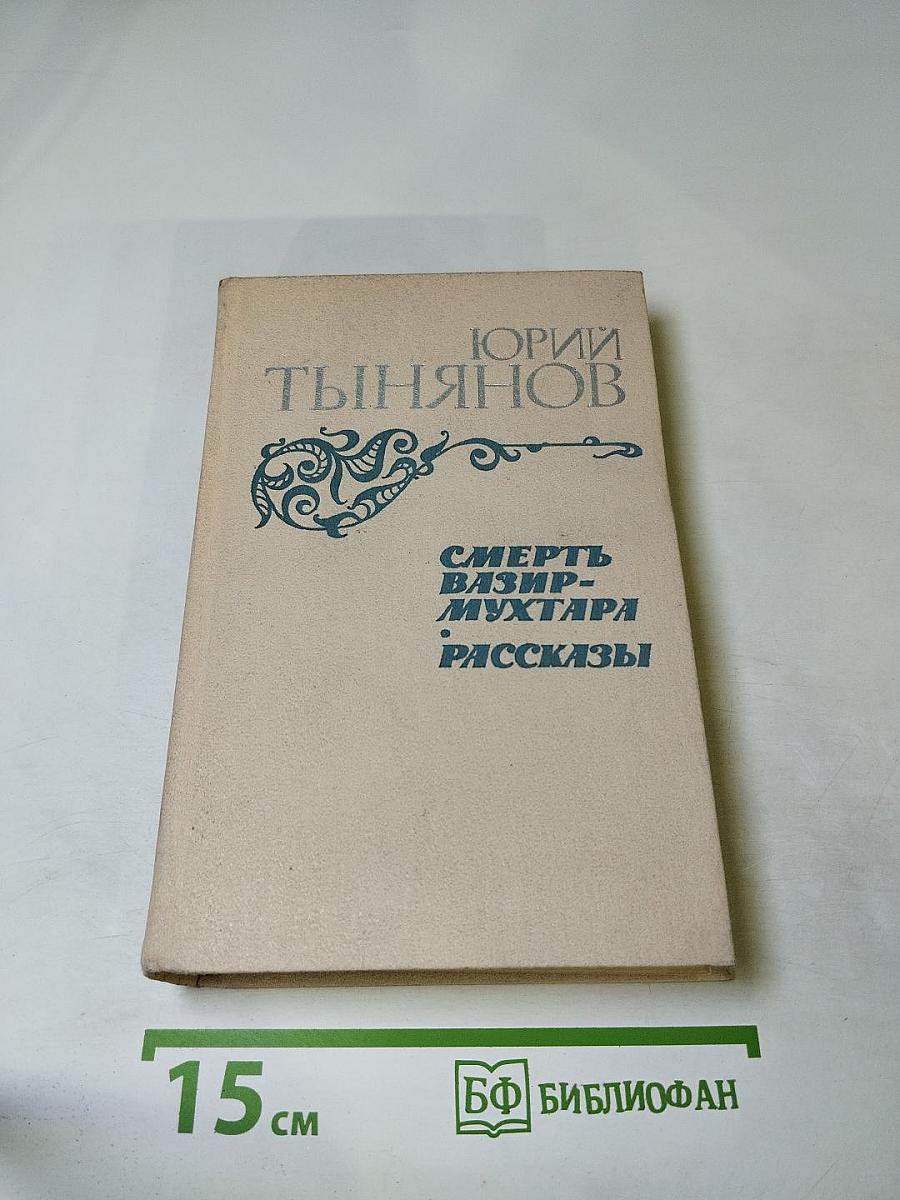 ЮРИЙ
ТЫНЯНОВ
СМЕРТЬ
ВАЗИР-
МУХТАРА
•
РАССКАЗЫ
15 см
БФ БИБЛИОФАН